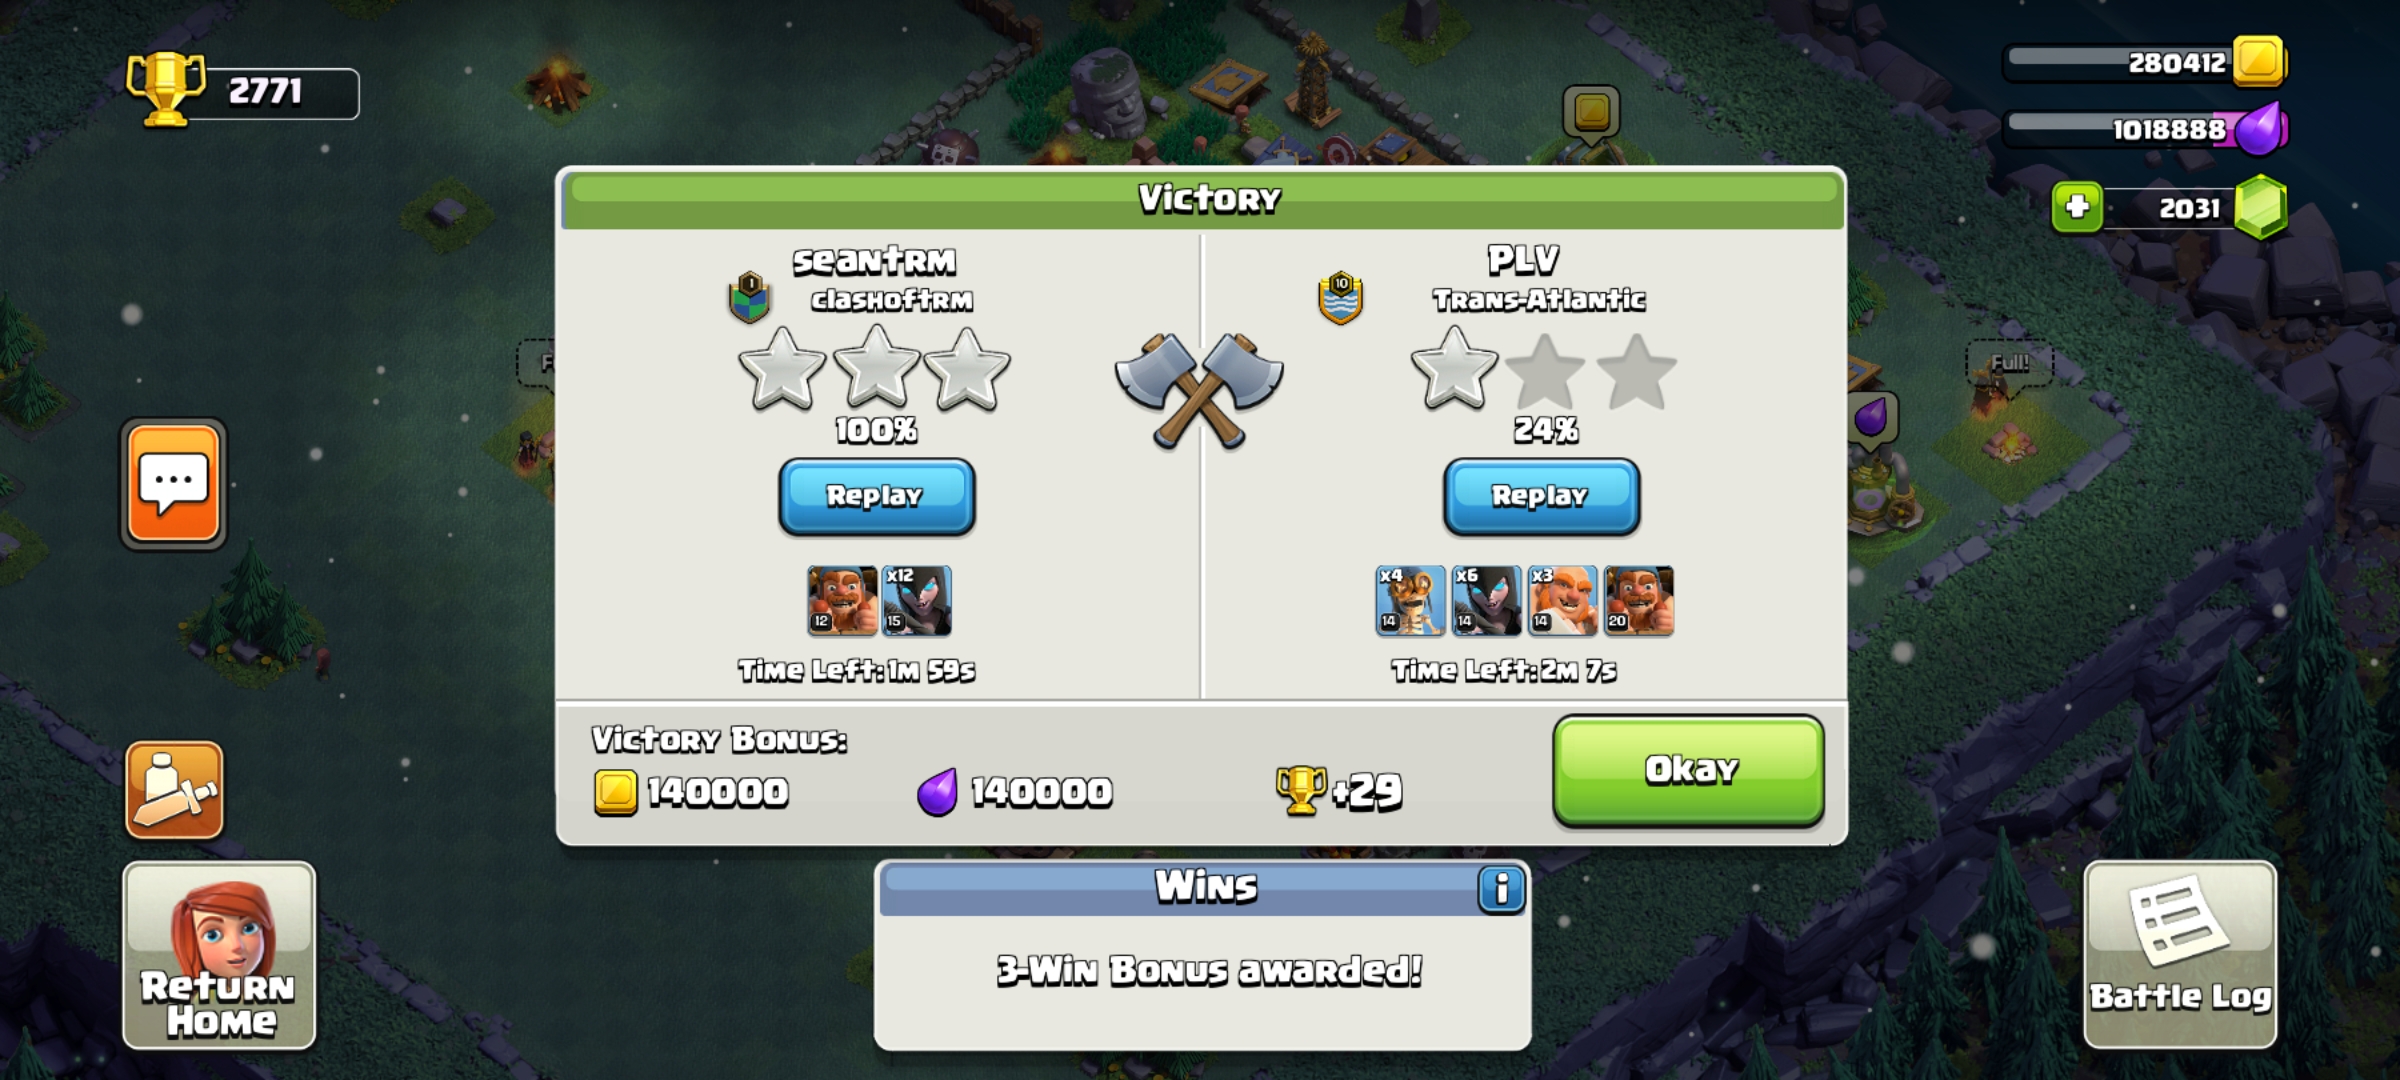 2771
280412
1018888
2031
Victory
seantrm
1
clashoftrm
PLV
10
Trans-Atlantic
100%
24%
Replay
Replay
12
x12
15
x4
14
x6
14
x3
14
20
Time Left:1m 59s
Time Left:2m 7s
Full!
Victory Bonus:
140000
140000
+29
Okay
Wins
i
3-Win Bonus awarded!
Return
Home
Battle Log